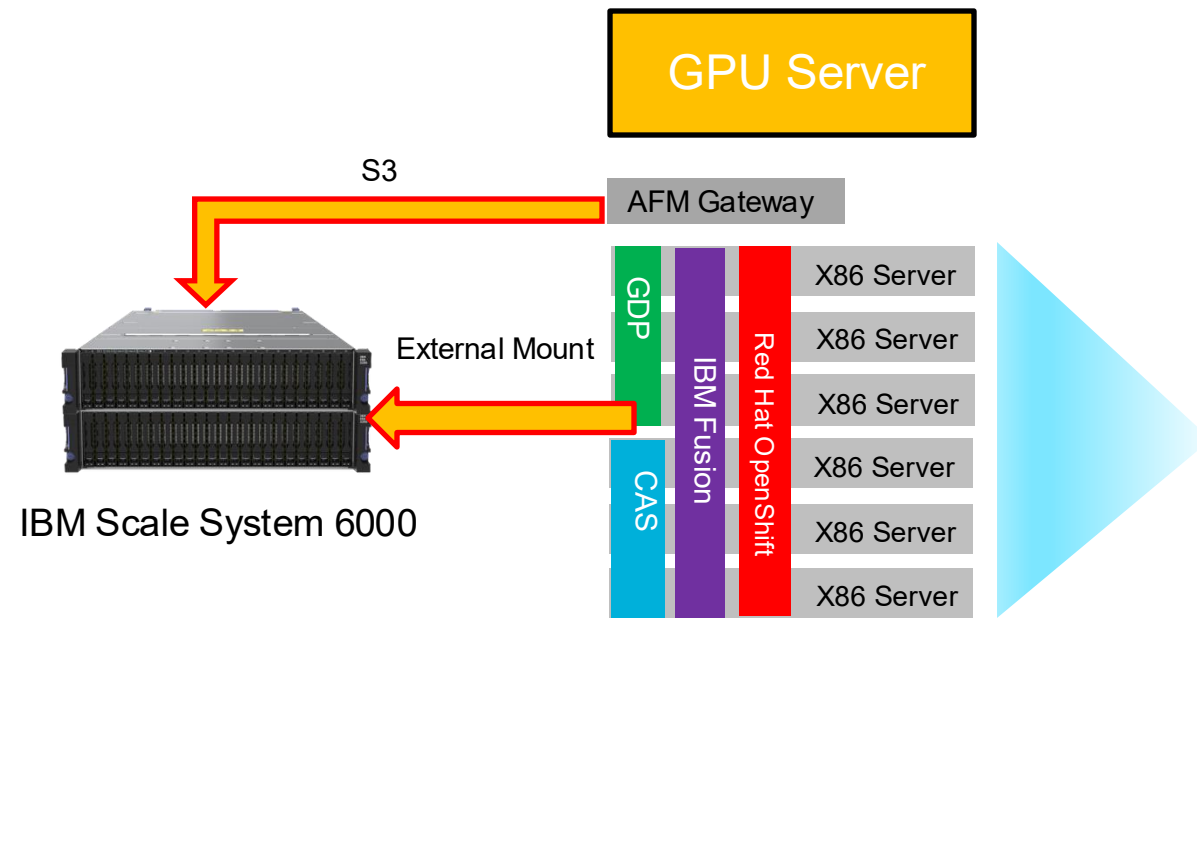 GPU Server
S3
AFM Gateway
X86 Server
X86 Server
X86 Server
X86 Server
X86 Server
X86 Server
GDP
CAS
IBM Fusion
Red Hat OpenShift
External Mount
IBM Scale System 6000